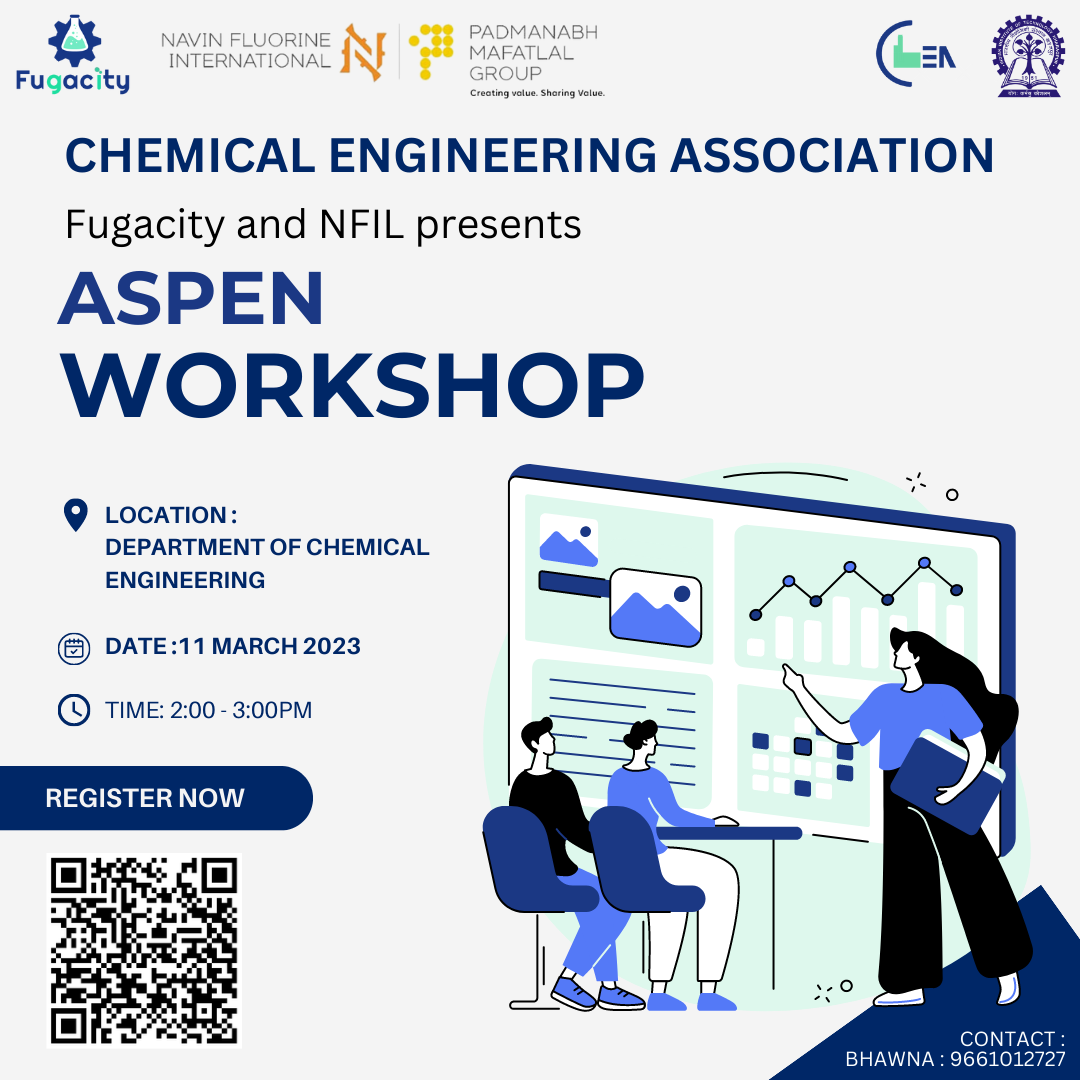 Fugacity
NAVIN FLUORINE
INTERNATIONAL
PADMANABH
MAFATLAL
GROUP
Creating value. Sharing Value.
1951
CHEMICAL ENGINEERING ASSOCIATION
Fugacity and NFIL presents
ASPEN
WORKSHOP
LOCATION :
DEPARTMENT OF CHEMICAL
ENGINEERING
DATE :11 MARCH 2023
TIME: 2:00 - 3:00PM
REGISTER NOW
CONTACT :
BHAWNA : 9661012727